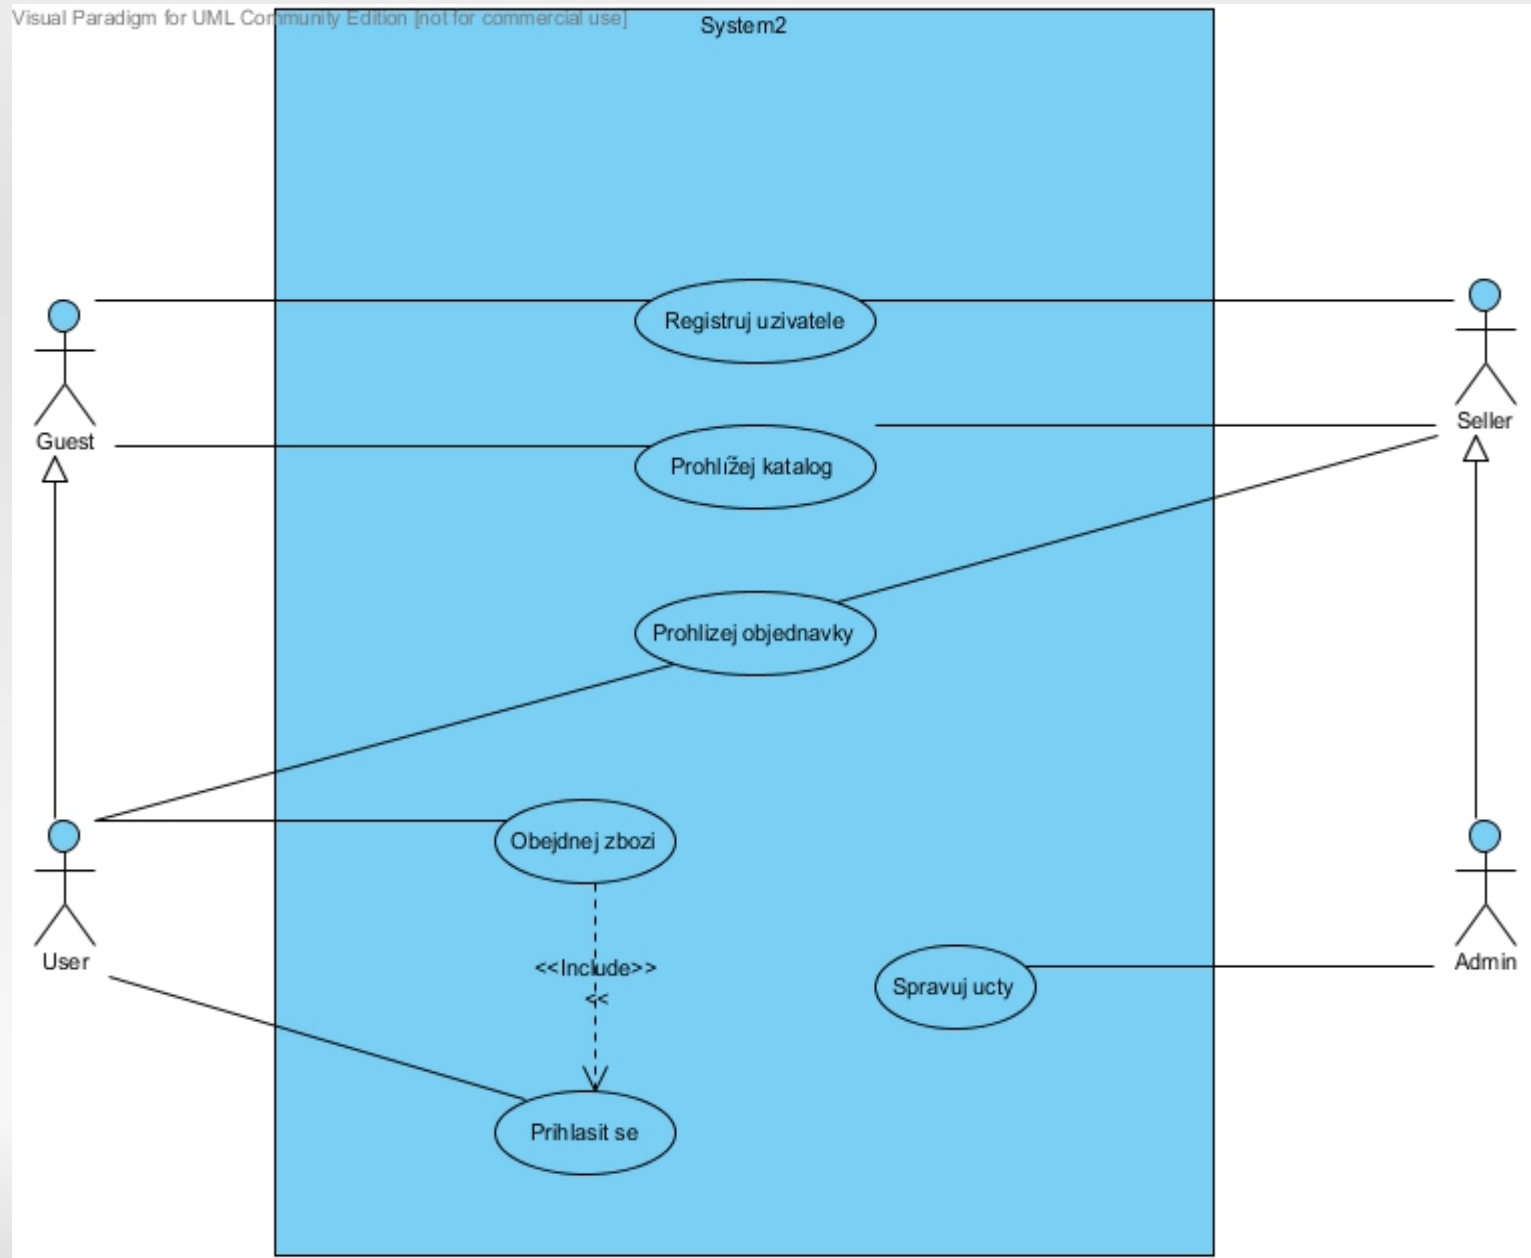 Visual Paradigm for UML Community Edition [not for commercial use]
System2
Registruj uzivatele
Guest
Seller
Prohlížej katalog
Prohlizej objednavky
Obejdnej zbozi
User
Admin
<<Include>>
<<
Spravuj ucty
Prihlasit se